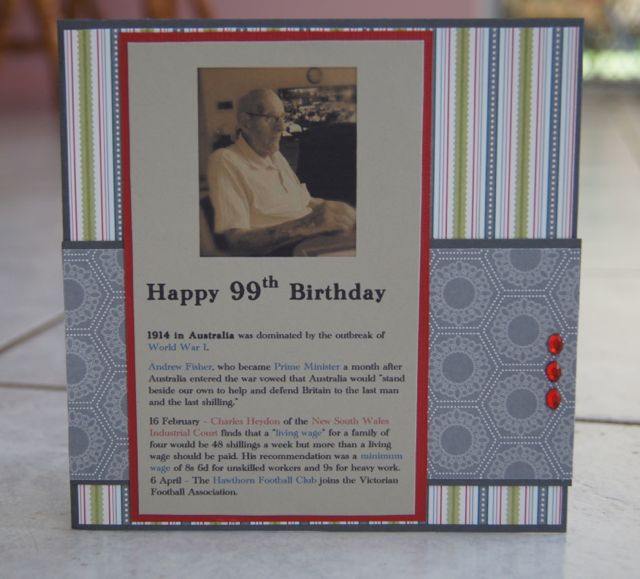 Happy 99th Birthday
1914 in Australia was dominated by the outbreak of
World War I.
Andrew Fisher, who became Prime Minister a month after
Australia entered the war vowed that Australia would "stand
beside our own to help and defend Britain to the last man
and the last shilling."
16 February - Charles Heydon of the New South Wales
Industrial Court finds that a "living wage" for a family of
four would be 48 shillings a week but more than a living
wage should be paid. His recommendation was a minimum
wage of 8s 6d for unskilled workers and 9s for heavy work.
6 April - The Hawthorn Football Club joins the Victorian
Football Association.